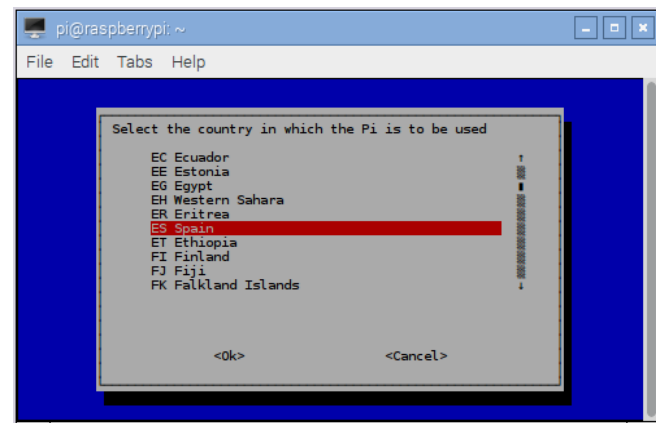 pi@raspberrypi: ~
File Edit Tabs Help
Select the country in which the Pi is to be used
EC Ecuador
EE Estonia
EG Egypt
EH Western Sahara
ER Eritrea
ES Spain
ET Ethiopia
FI Finland
FJ Fiji
FK Falkland Islands
<Ok> <Cancel>